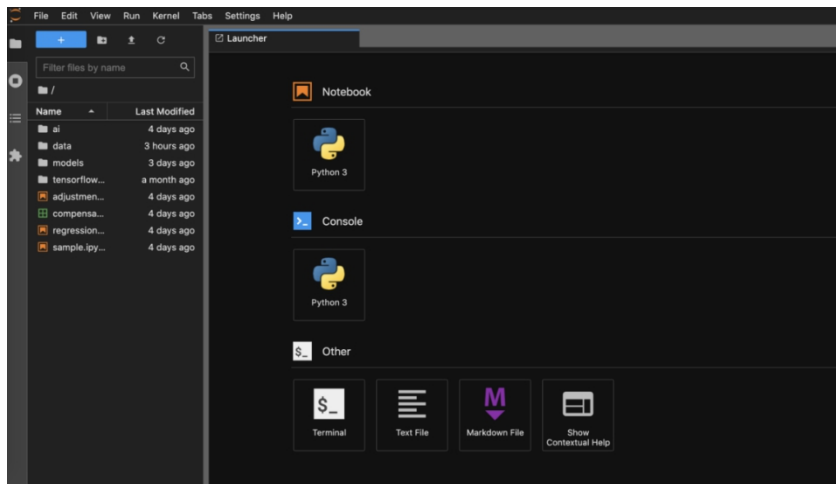 File Edit View Run Kernel Tabs Settings Help
Launcher
Filter files by name
/
Name Last Modified
ai 4 days ago
data 3 hours ago
models 3 days ago
tensorflow... a month ago
adjustmen... 4 days ago
compensa... 4 days ago
regression... 4 days ago
sample.ipy... 4 days ago
Notebook
Python 3
>_ Console
Python 3
$_ Other
$_
Terminal
Text File
M
Markdown File
Show
Contextual Help